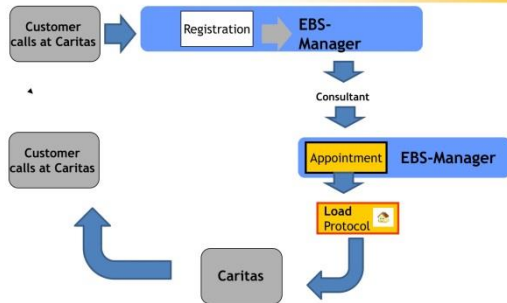 Customer
calls at Caritas
Registration
EBS-
Manager
Consultant
Customer
calls at Caritas
Appointment
EBS-Manager
Load
Protocol
Caritas